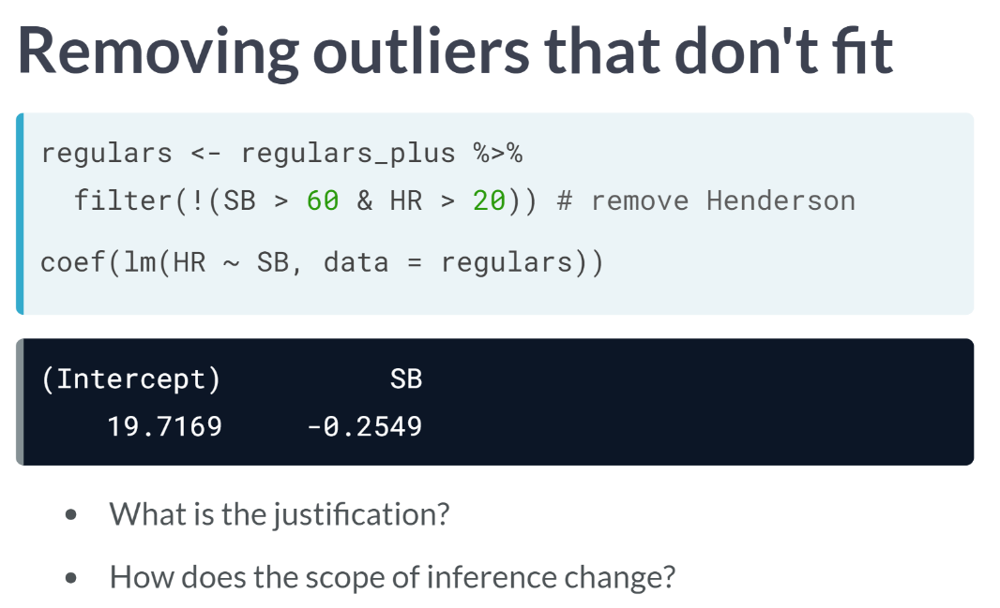 Removing outliers that don't fit
regulars <- regulars_plus %>%
filter(!(SB > 60 & HR > 20)) # remove Henderson
coef(lm(HR ~ SB, data = regulars))
(Intercept) SB
19.7169 -0.2549
• What is the justification?
• How does the scope of inference change?